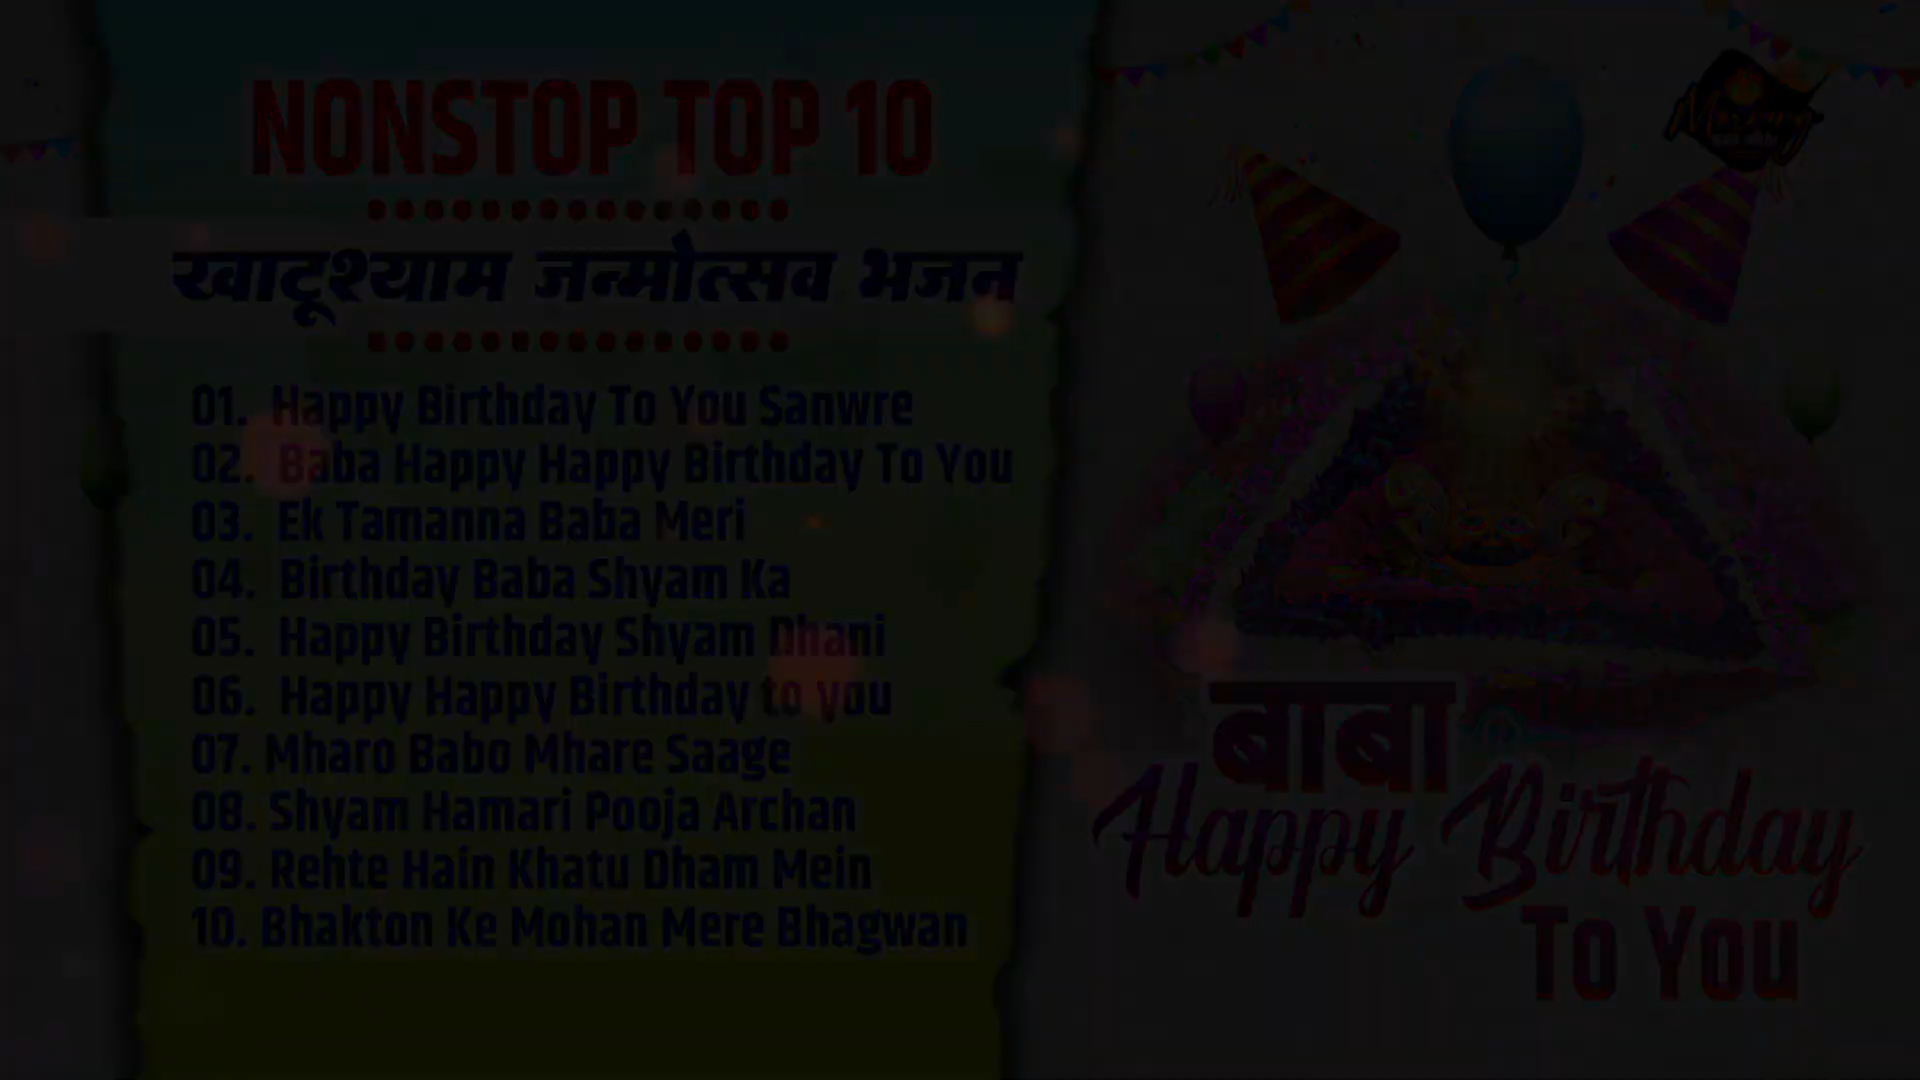 NONSTOP TOP 10
खाटूश्याम जन्मोत्सव भजन
01. Happy Birthday To You Sanwre
02. Baba Happy Happy Birthday To You
03. Ek Tamanna Baba Meri
04. Birthday Baba Shyam Ka
05. Happy Birthday Shyam Dhani
06. Happy Happy Birthday to you
07. Mharo Babo Mhare Saage
08. Shyam Hamari Pooja Archan
09. Rehte Hain Khatu Dham Mein
10. Bhakton Ke Mohan Mere Bhagwan
बाबा
Happy Birthday
To You